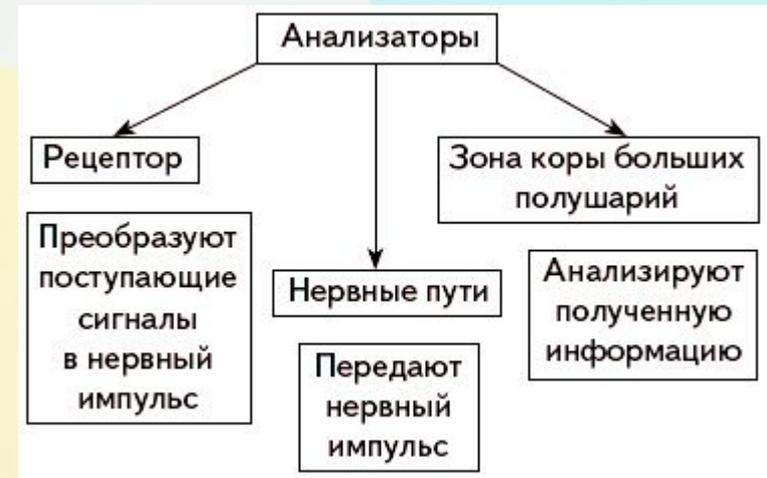 Анализаторы
Рецептор
Преобразуют
поступающие
сигналы
в нервный
импульс
Нервные пути
Передают
нервный
импульс
Зона коры больших
полушарий
Анализируют
полученную
информацию